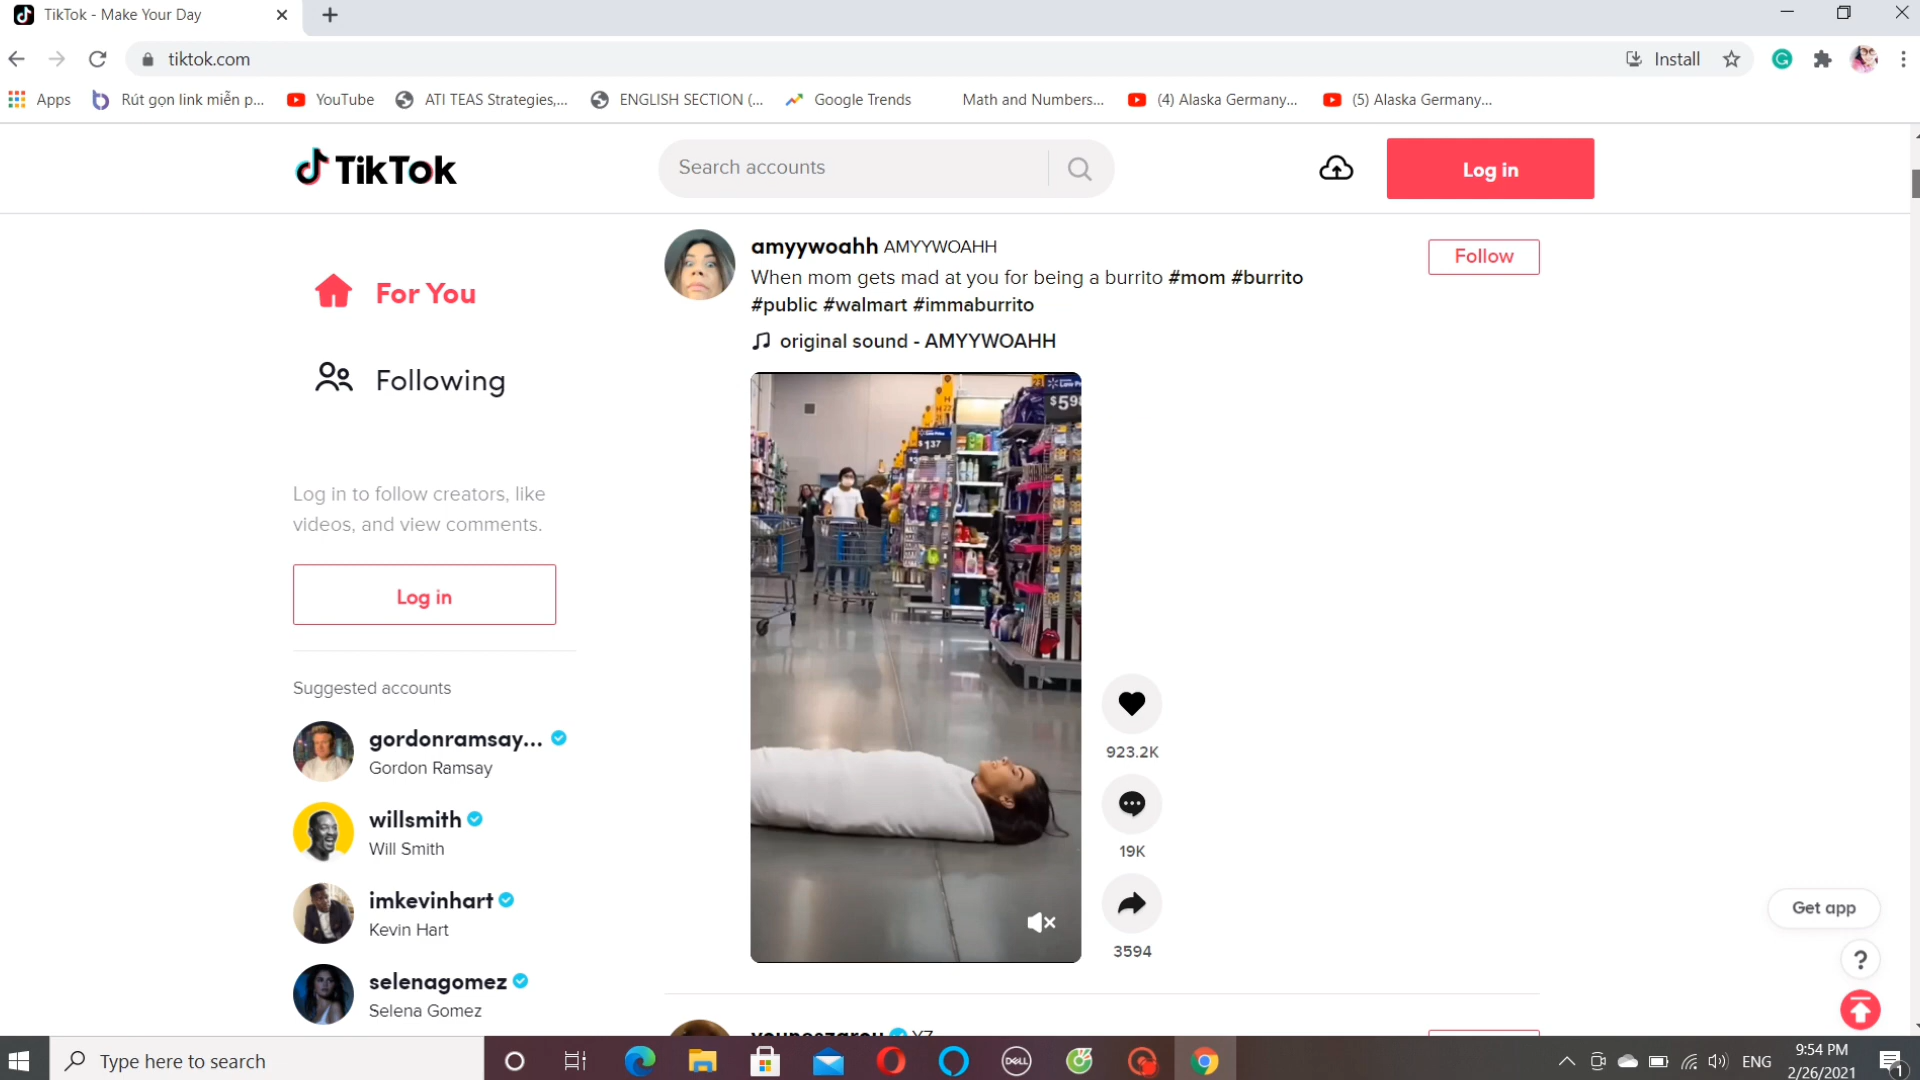 TikTok - Make Your Day
tiktok.com
Install
Apps
Rút gọn link miễn p...
YouTube
ATI TEAS Strategies,...
ENGLISH SECTION (...
Google Trends
Math and Numbers...
(4) Alaska Germany...
(5) Alaska Germany...
TikTok
Search accounts
Log in
For You
Following
Log in to follow creators, like
videos, and view comments.
Log in
Suggested accounts
gordonramsay...
Gordon Ramsay
willsmith
Will Smith
imkevinhart
Kevin Hart
selenagomez
Selena Gomez
amyywoahh AMYYWOAHH
Follow
When mom gets mad at you for being a burrito #mom #burrito
#public #walmart #immaburrito
original sound - AMYYWOAHH
$598
$137
923.2K
19K
3594
Get app
?
Type here to search
DELL
ENG
9:54 PM
2/26/2021
1